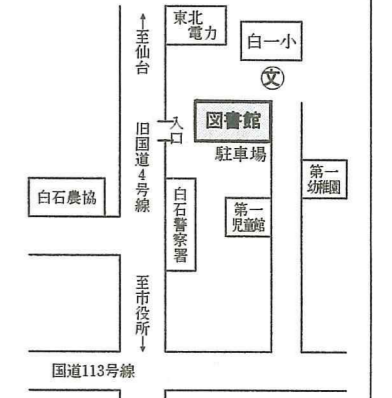 東北
電力
白一小
文
←至仙台
入口
図書館
駐車場
旧国道4号線
第一
幼稚園
白石農協
白石警察署
第一
児童館
至市役所→
国道113号線